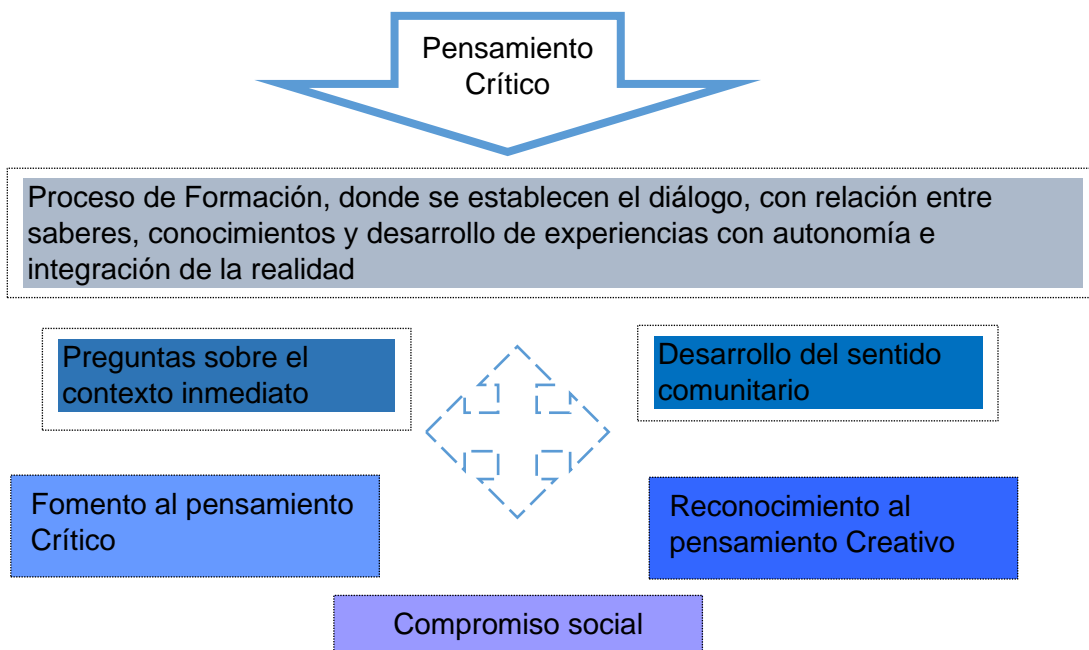 Pensamiento
Crítico
Proceso de Formación, donde se establecen el diálogo, con relación entre
saberes, conocimientos y desarrollo de experiencias con autonomía e
integración de la realidad
Preguntas sobre el
contexto inmediato
Desarrollo del sentido
comunitario
Fomento al pensamiento
Crítico
Reconocimiento al
pensamiento Creativo
Compromiso social